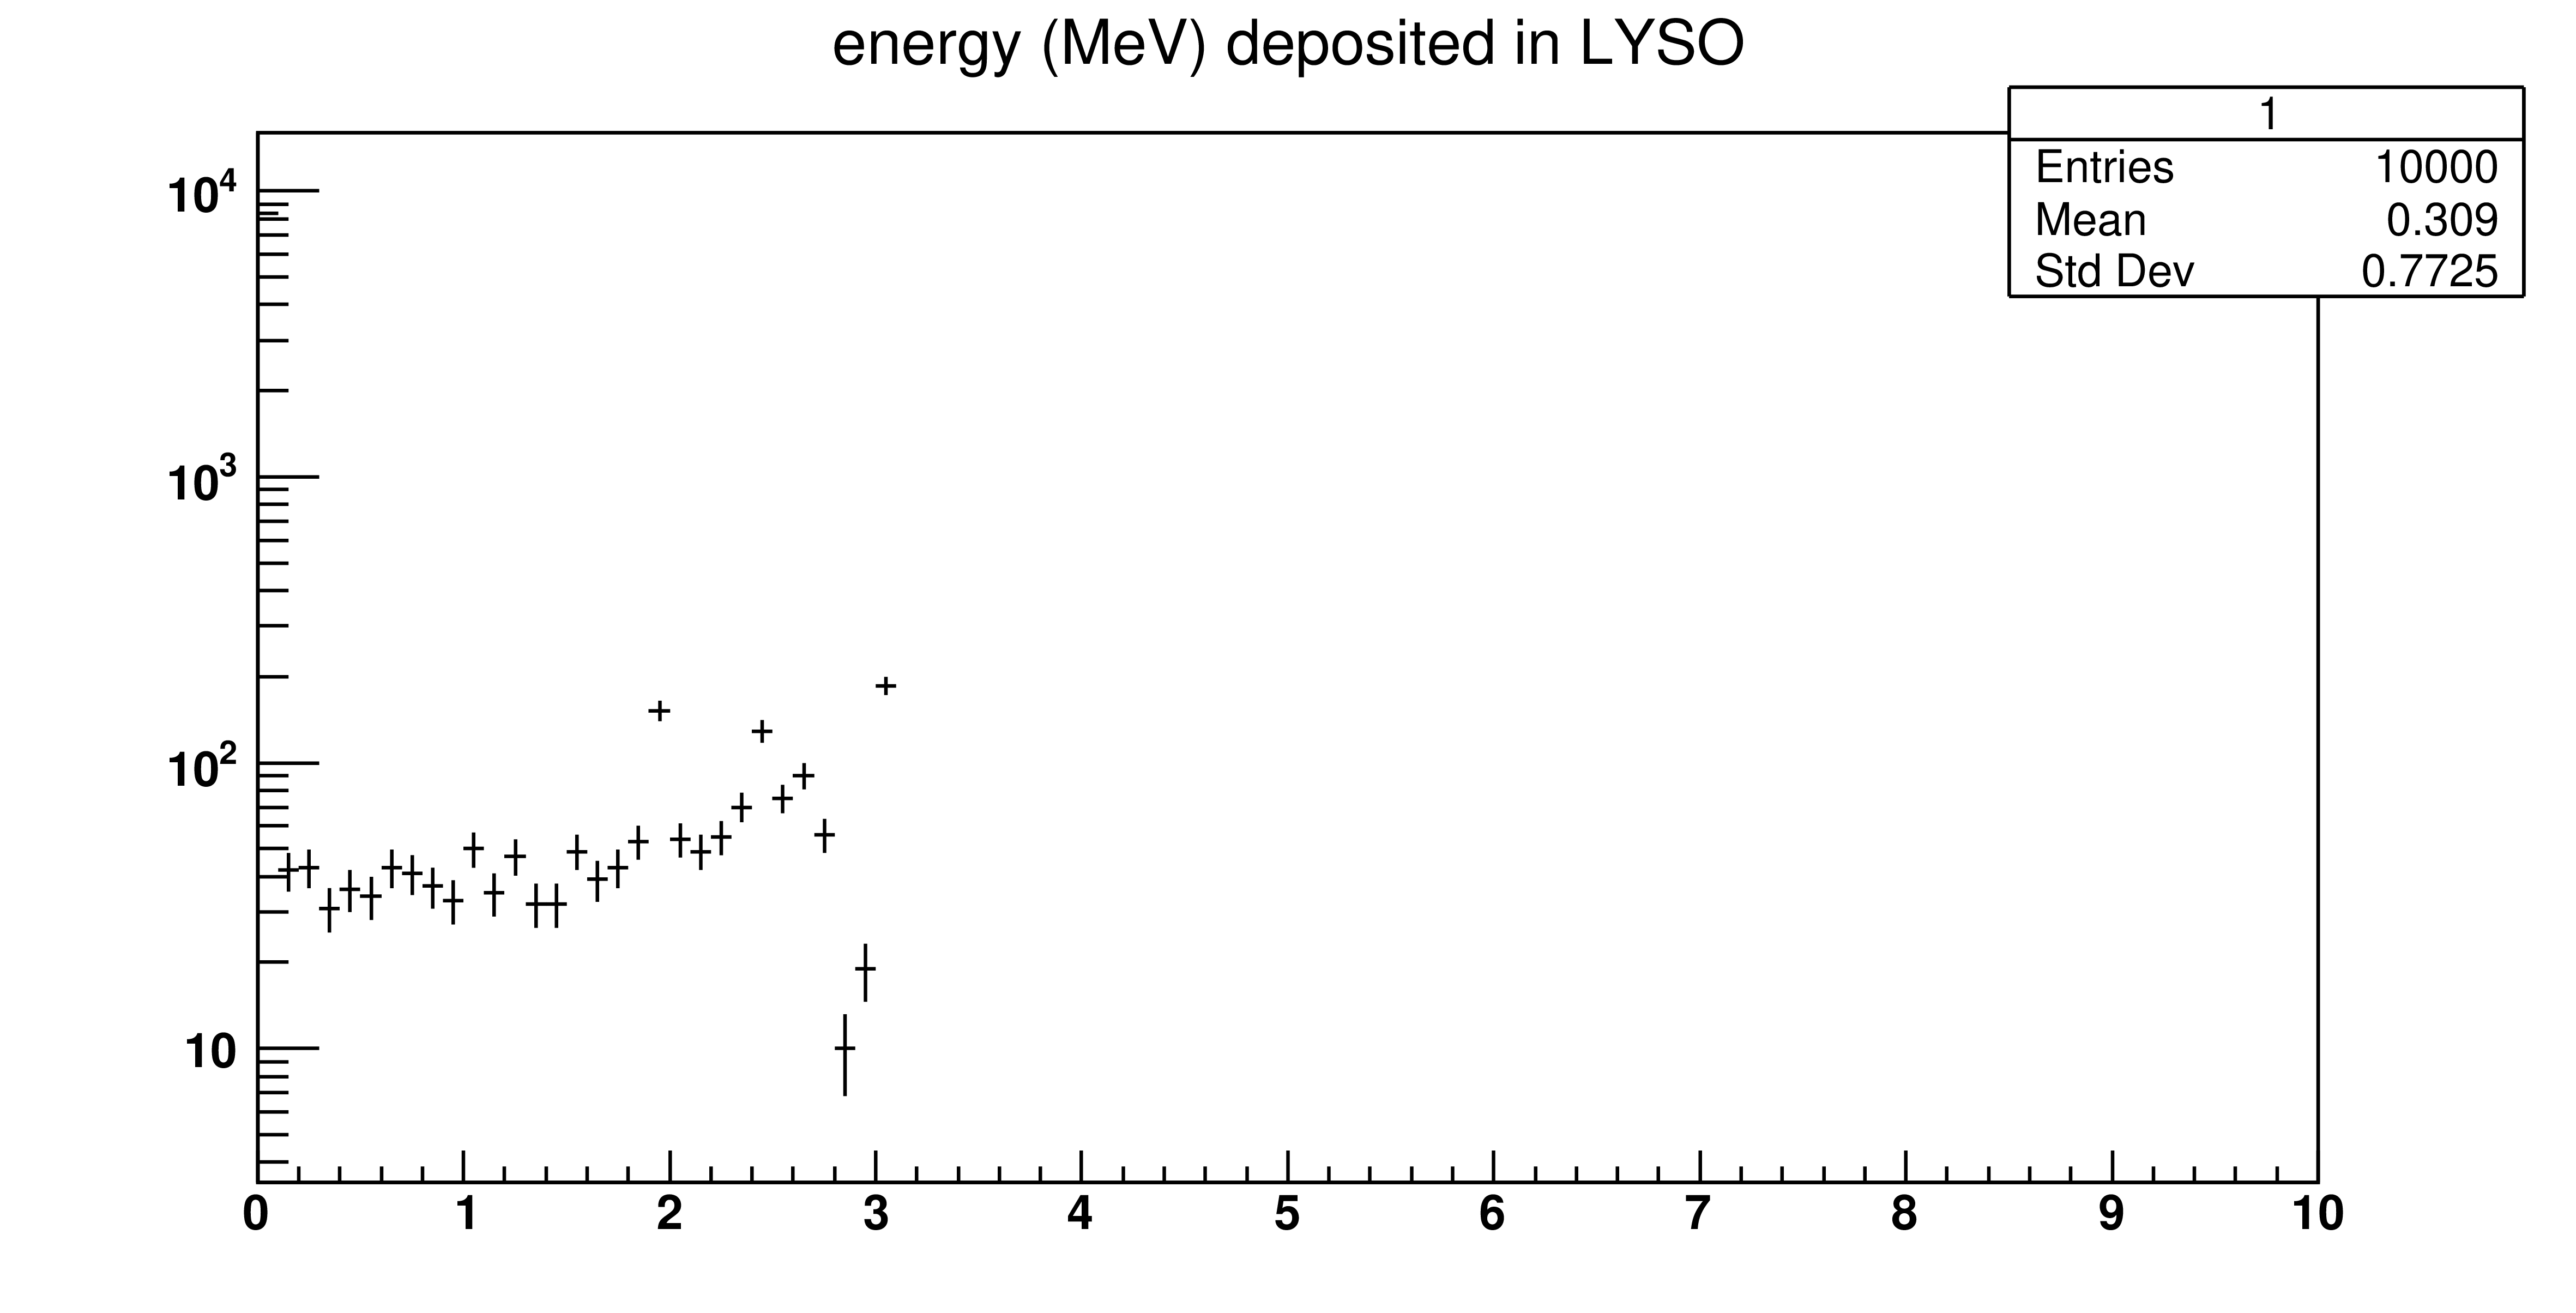 energy (MeV) deposited in LYSO
1
Entries 10000
Mean 0.309
Std Dev 0.7725
10⁴
10³
10²
10
0 1 2 3 4 5 6 7 8 9 10